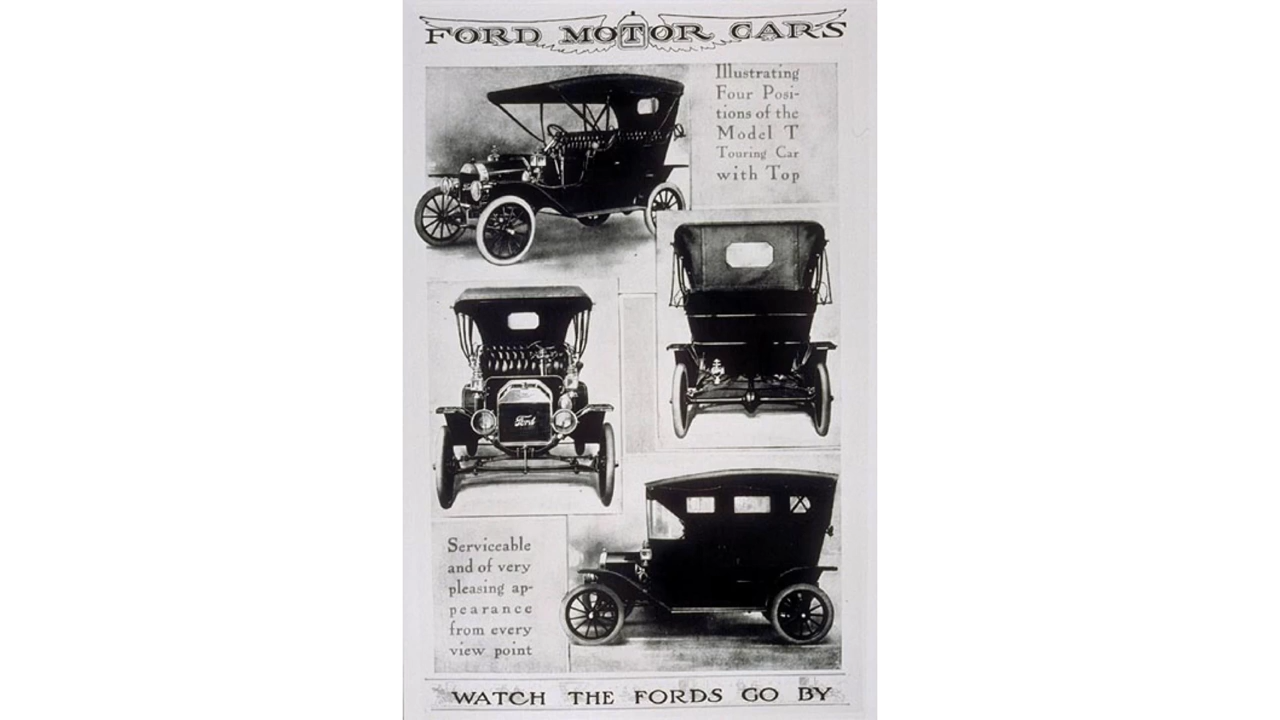 FORD MOTOR CARS
Illustrating
Four Posi-
tions of the
Model T
Touring Car
with Top
Ford
Serviceable
and of very
pleasing ap-
pearance
from every
view point
WATCH THE FORDS GO BY